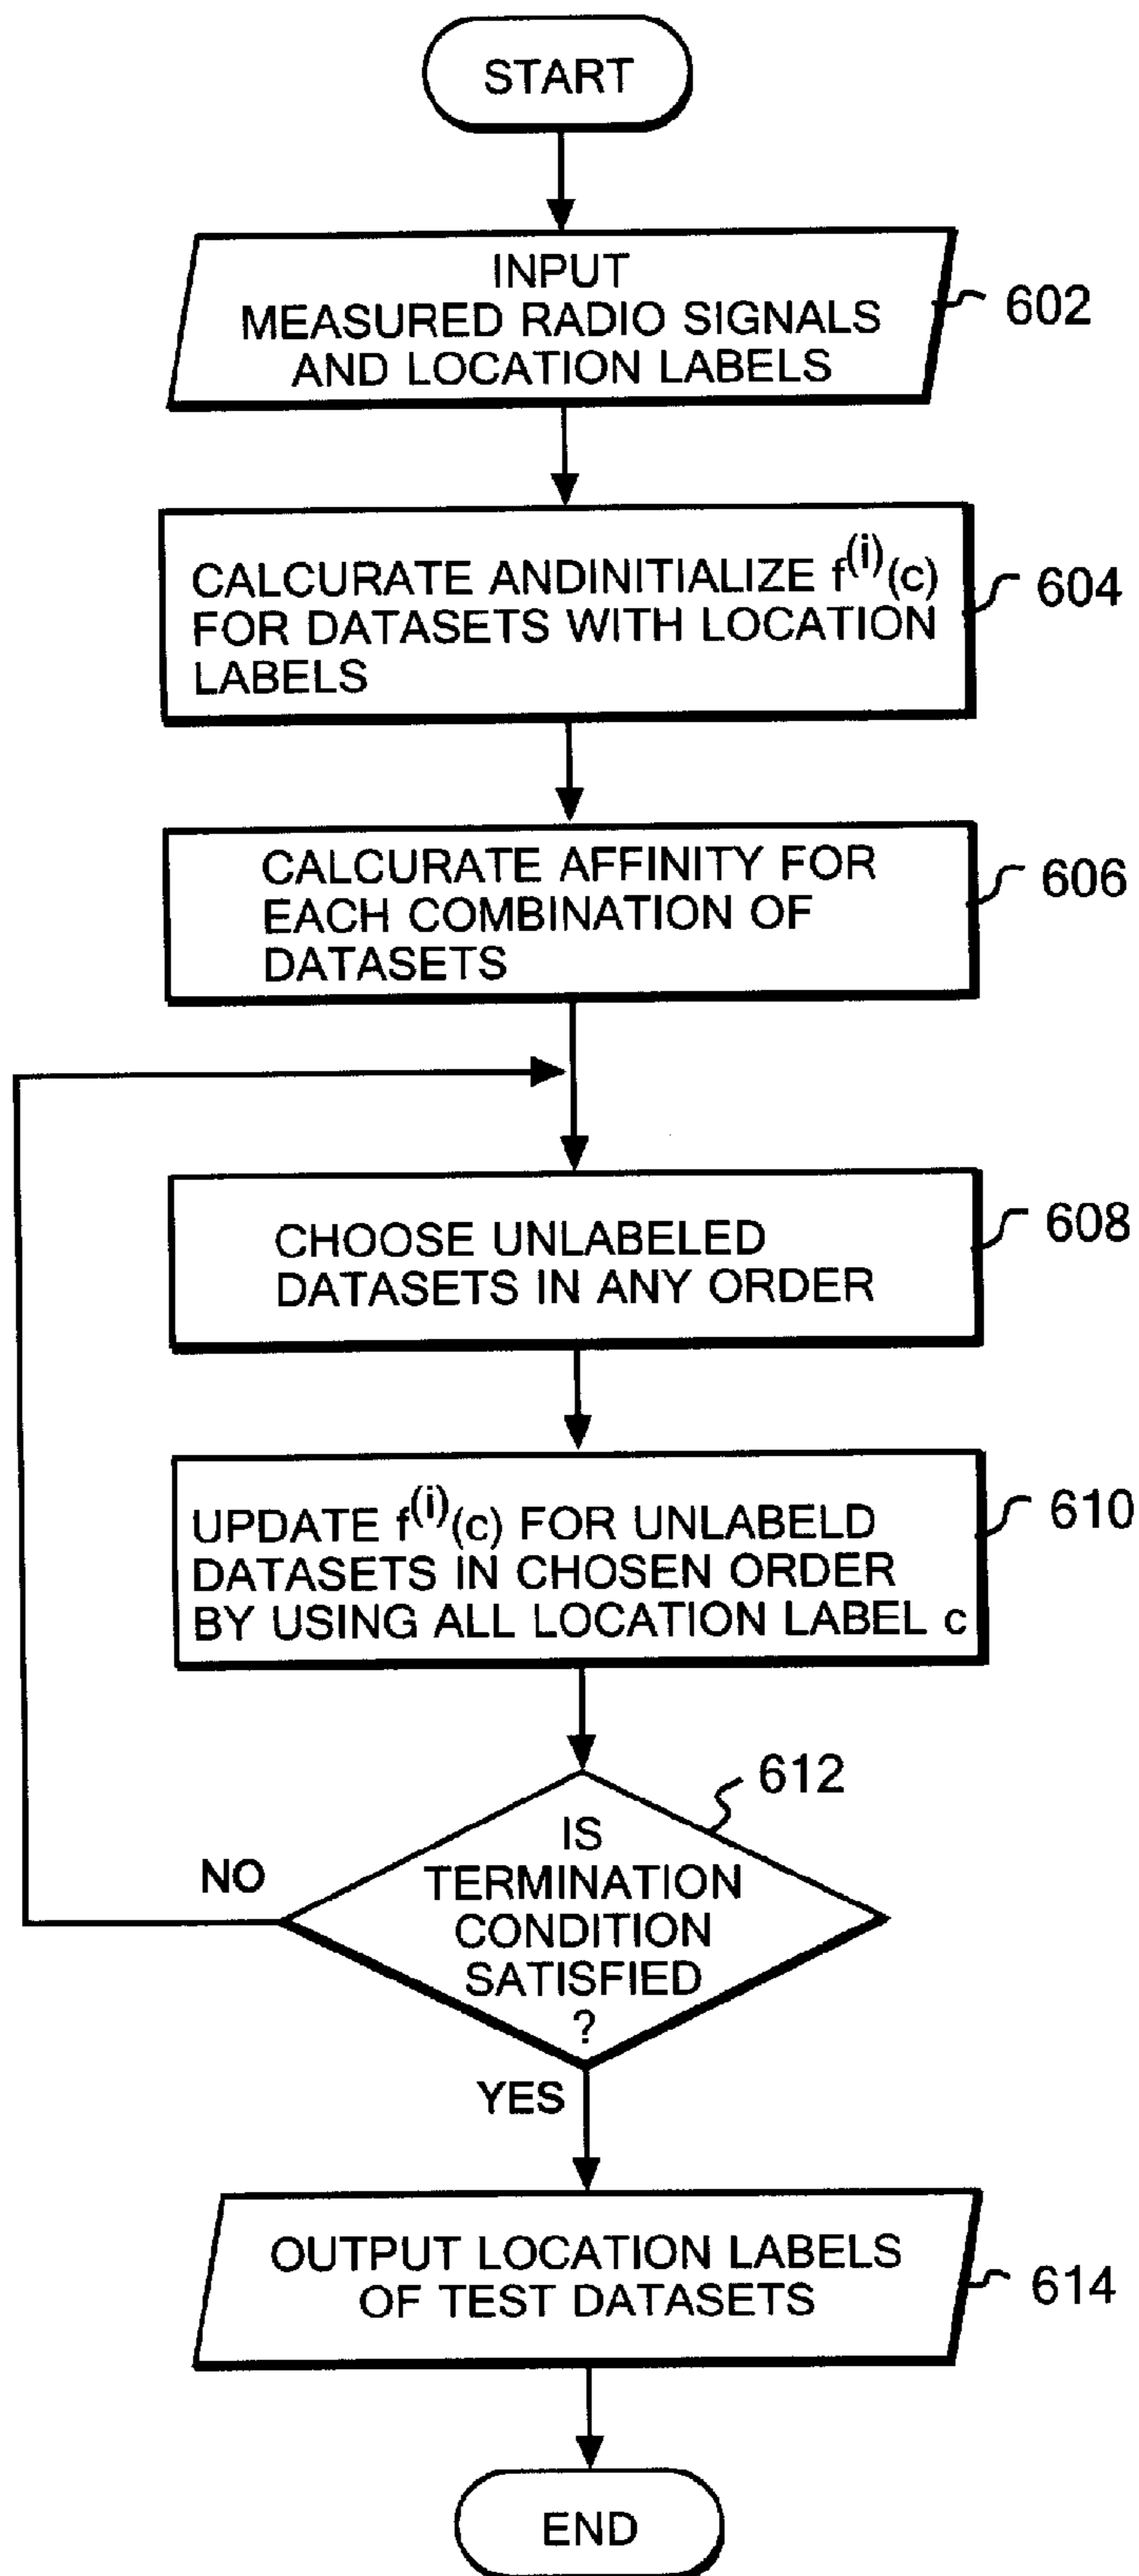 START
INPUT
MEASURED RADIO SIGNALS
AND LOCATION LABELS
602
CALCURATE ANDINITIALIZE f(i)(c)
FOR DATASETS WITH LOCATION
LABELS
604
CALCURATE AFFINITY FOR
EACH COMBINATION OF
DATASETS
606
CHOOSE UNLABELED
DATASETS IN ANY ORDER
608
UPDATE f(i)(c) FOR UNLABELD
DATASETS IN CHOSEN ORDER
BY USING ALL LOCATION LABEL c
610
612
IS
TERMINATION
CONDITION
SATISFIED
?
NO
YES
OUTPUT LOCATION LABELS
OF TEST DATASETS
614
END